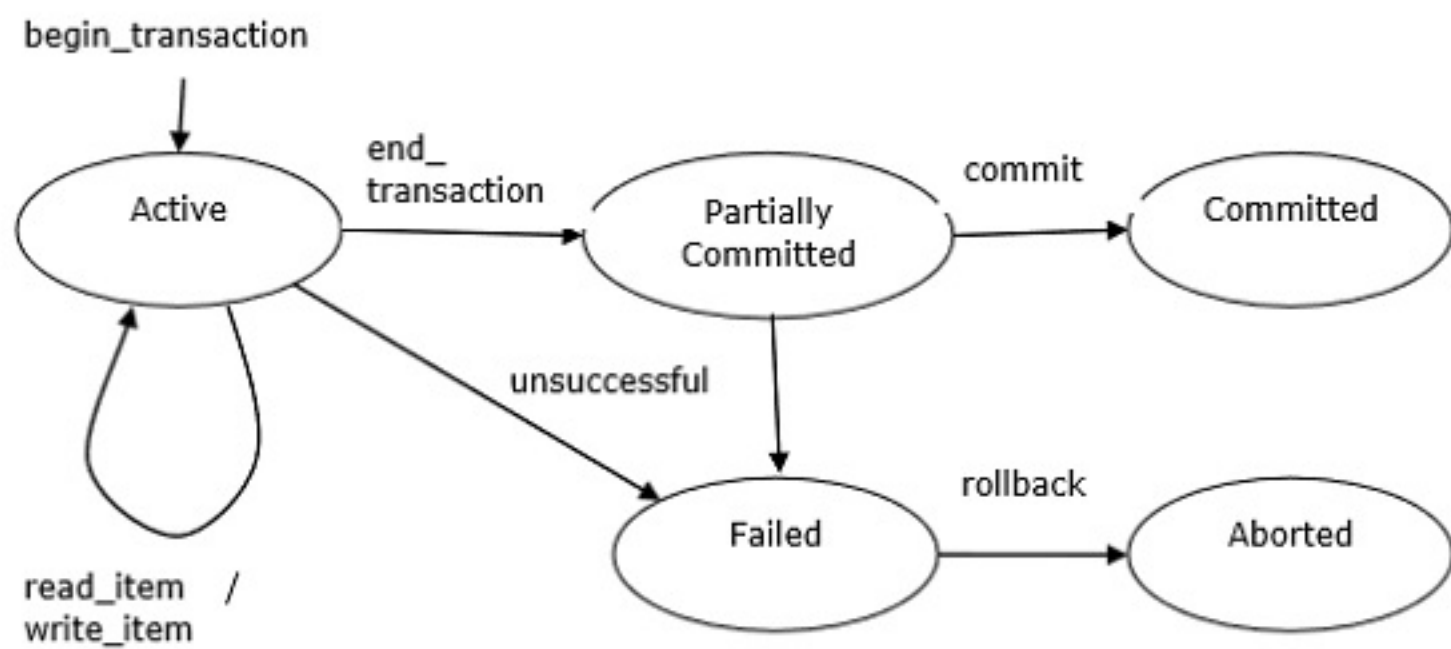 begin_transaction
end_
transaction
commit
Active
Partially
Committed
Committed
unsuccessful
rollback
Failed
Aborted
read_item /
write_item